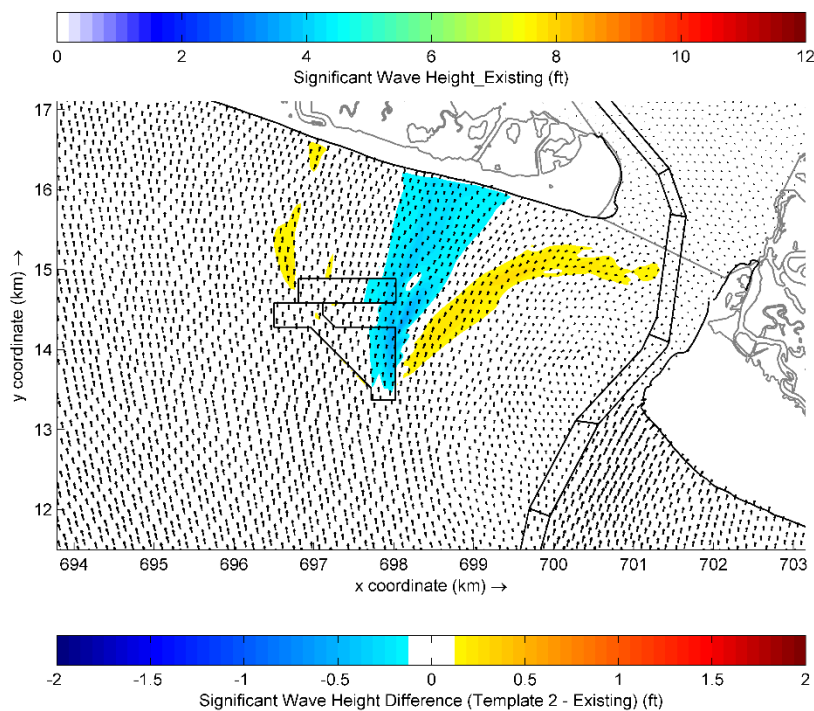 0 2 4 6 8 10 12
Significant Wave Height_Existing (ft)
17
16
15
14
13
12
y coordinate (km) →
694 695 696 697 698 699 700 701 702 703
x coordinate (km) →
-2 -1.5 -1 -0.5 0 0.5 1 1.5 2
Significant Wave Height Difference (Template 2 - Existing) (ft)